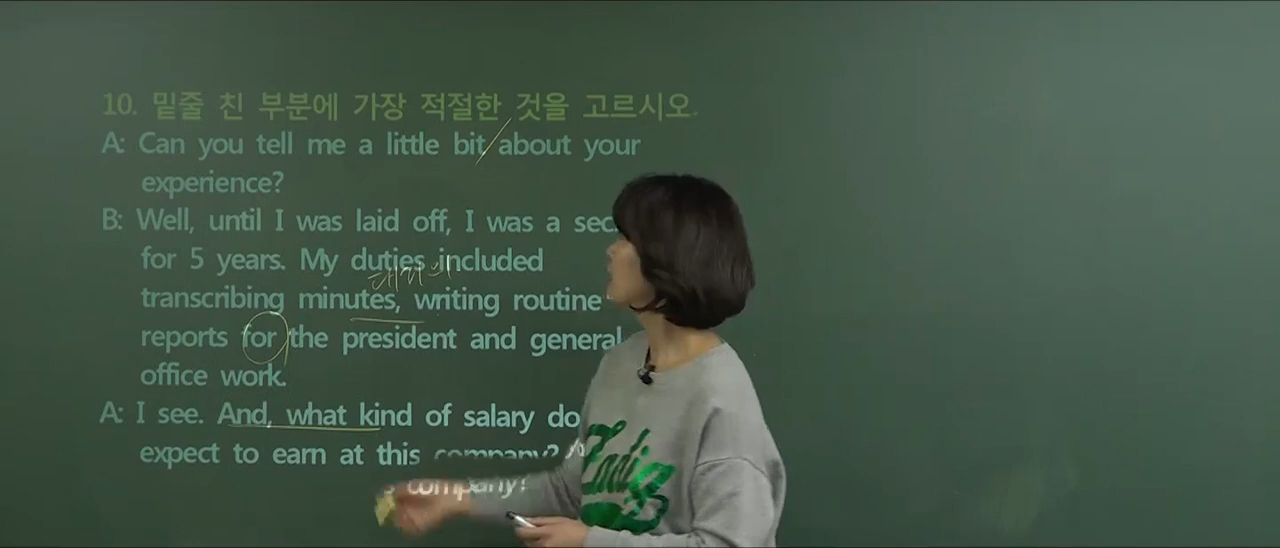 10. 밑줄 친 부분에 가장 적절한 것을 고르시오.
A: Can you tell me a little bit about your
experience?
B: Well, until I was laid off, I was a
for 5 years. My duties included
transcribing minutes, writing routine
reports for the president and general
office work.
A: I see. And, what kind of salary do
expect to earn at this company?
company?